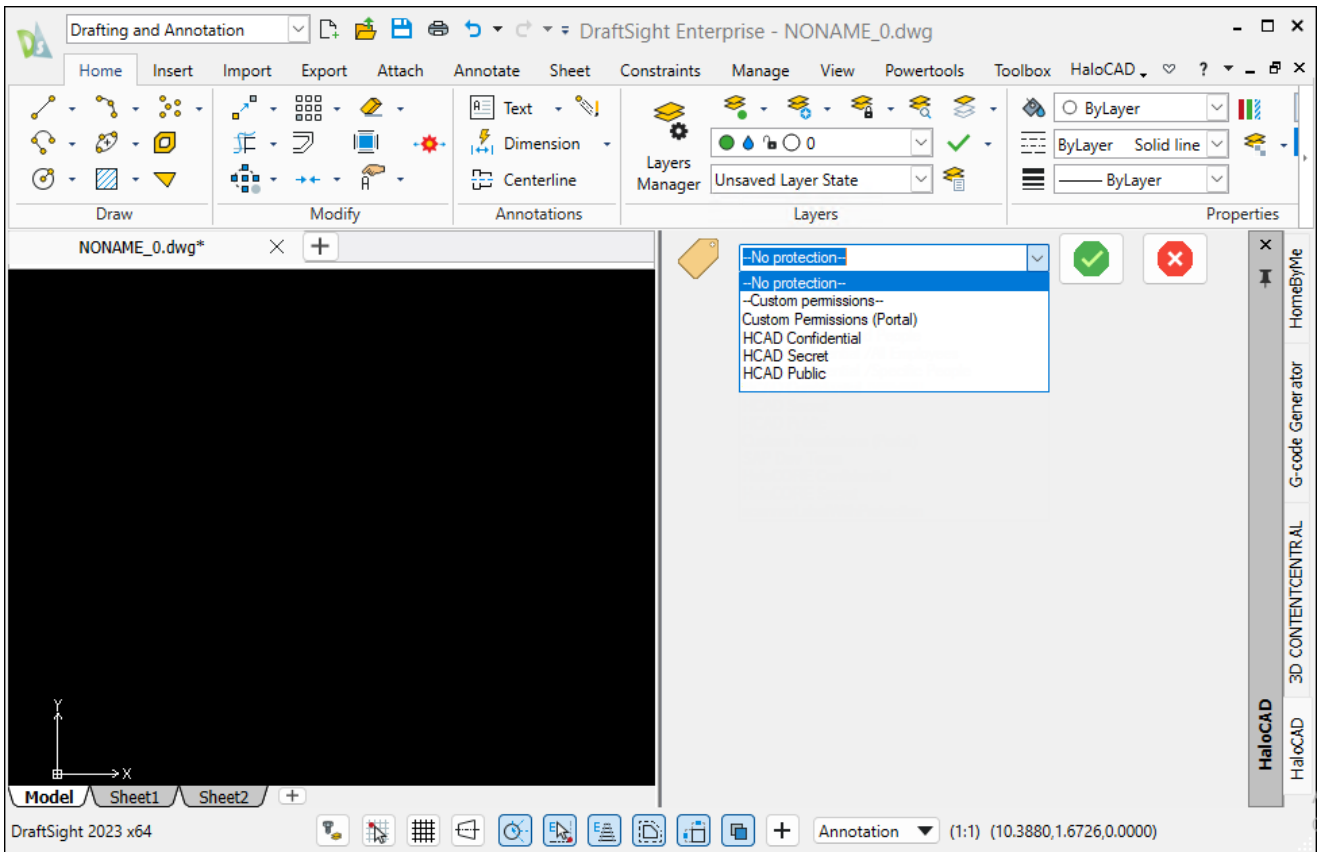 Drafting and Annotation
DraftSight Enterprise - NONAME_0.dwg
Home Insert Import Export Attach Annotate Sheet Constraints Manage View Powertools Toolbox HaloCAD ?
Text
Dimension
Centerline
Layers
Manager
0
Unsaved Layer State
ByLayer
ByLayer Solid line
ByLayer
Draw Modify Annotations Layers Properties
NONAME_0.dwg*
--No protection--
--No protection--
--Custom permissions--
Custom Permissions (Portal)
HCAD Confidential
HCAD Secret
HCAD Public
HomeByMe
G-code Generator
3D CONTENTCENTRAL
HaloCAD
HaloCAD
Y
X
Model Sheet1 Sheet2
DraftSight 2023 x64
Annotation (1:1) (10.3880,1.6726,0.0000)